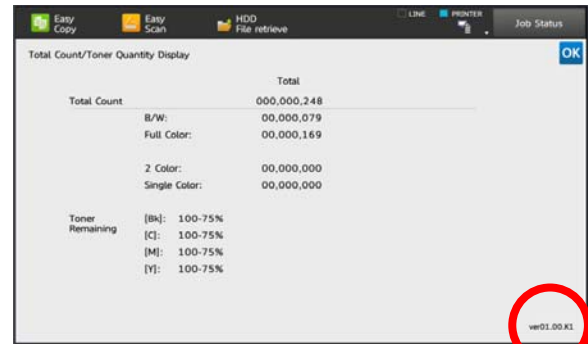 Easy Copy
Easy Scan
HDD File retrieve
LINE
PRINTER
Job Status
Total Count/Toner Quantity Display
OK
Total
Total Count 000,000,248
B/W: 00,000,079
Full Color: 00,000,169
2 Color: 00,000,000
Single Color: 00,000,000
Toner Remaining
[Bk]: 100-75%
[C]: 100-75%
[M]: 100-75%
[Y]: 100-75%
ver01.00.K1